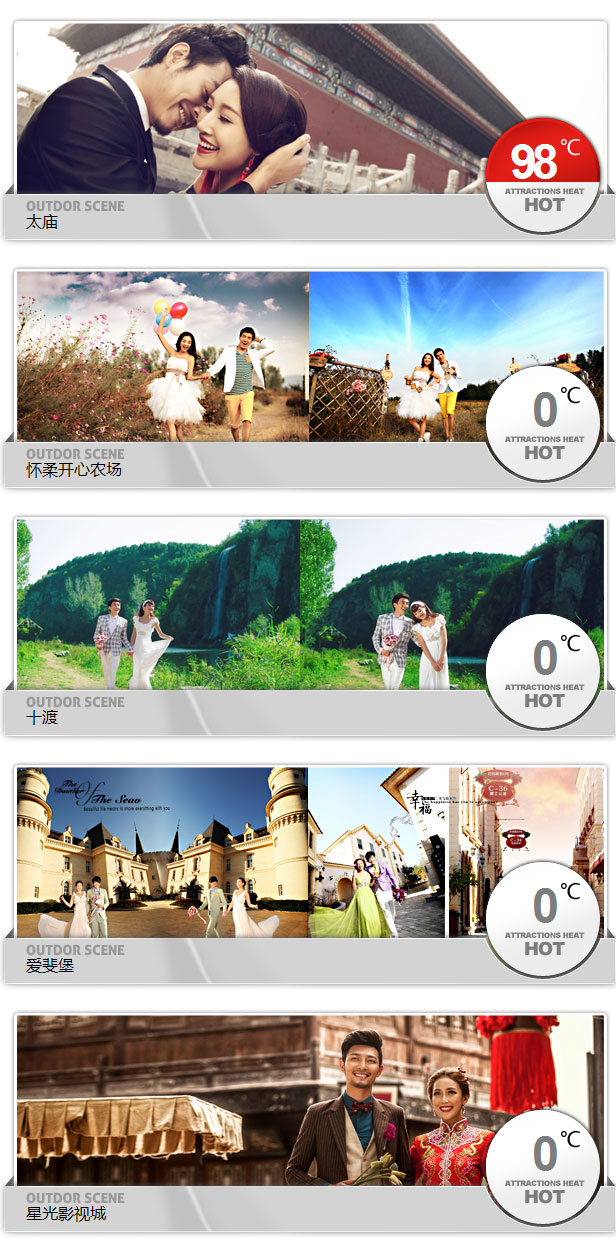 98 ℃
ATTRACTIONS HEAT
HOT
OUTDOR SCENE
太庙
0 ℃
ATTRACTIONS HEAT
HOT
OUTDOR SCENE
怀柔开心农场
0 ℃
ATTRACTIONS HEAT
HOT
OUTDOR SCENE
十渡
The
Of
The Seao
Beautiful life means is more everything with you
幸福
C-36
0 ℃
ATTRACTIONS HEAT
HOT
OUTDOR SCENE
爱斐堡
0 ℃
ATTRACTIONS HEAT
HOT
OUTDOR SCENE
星光影视城